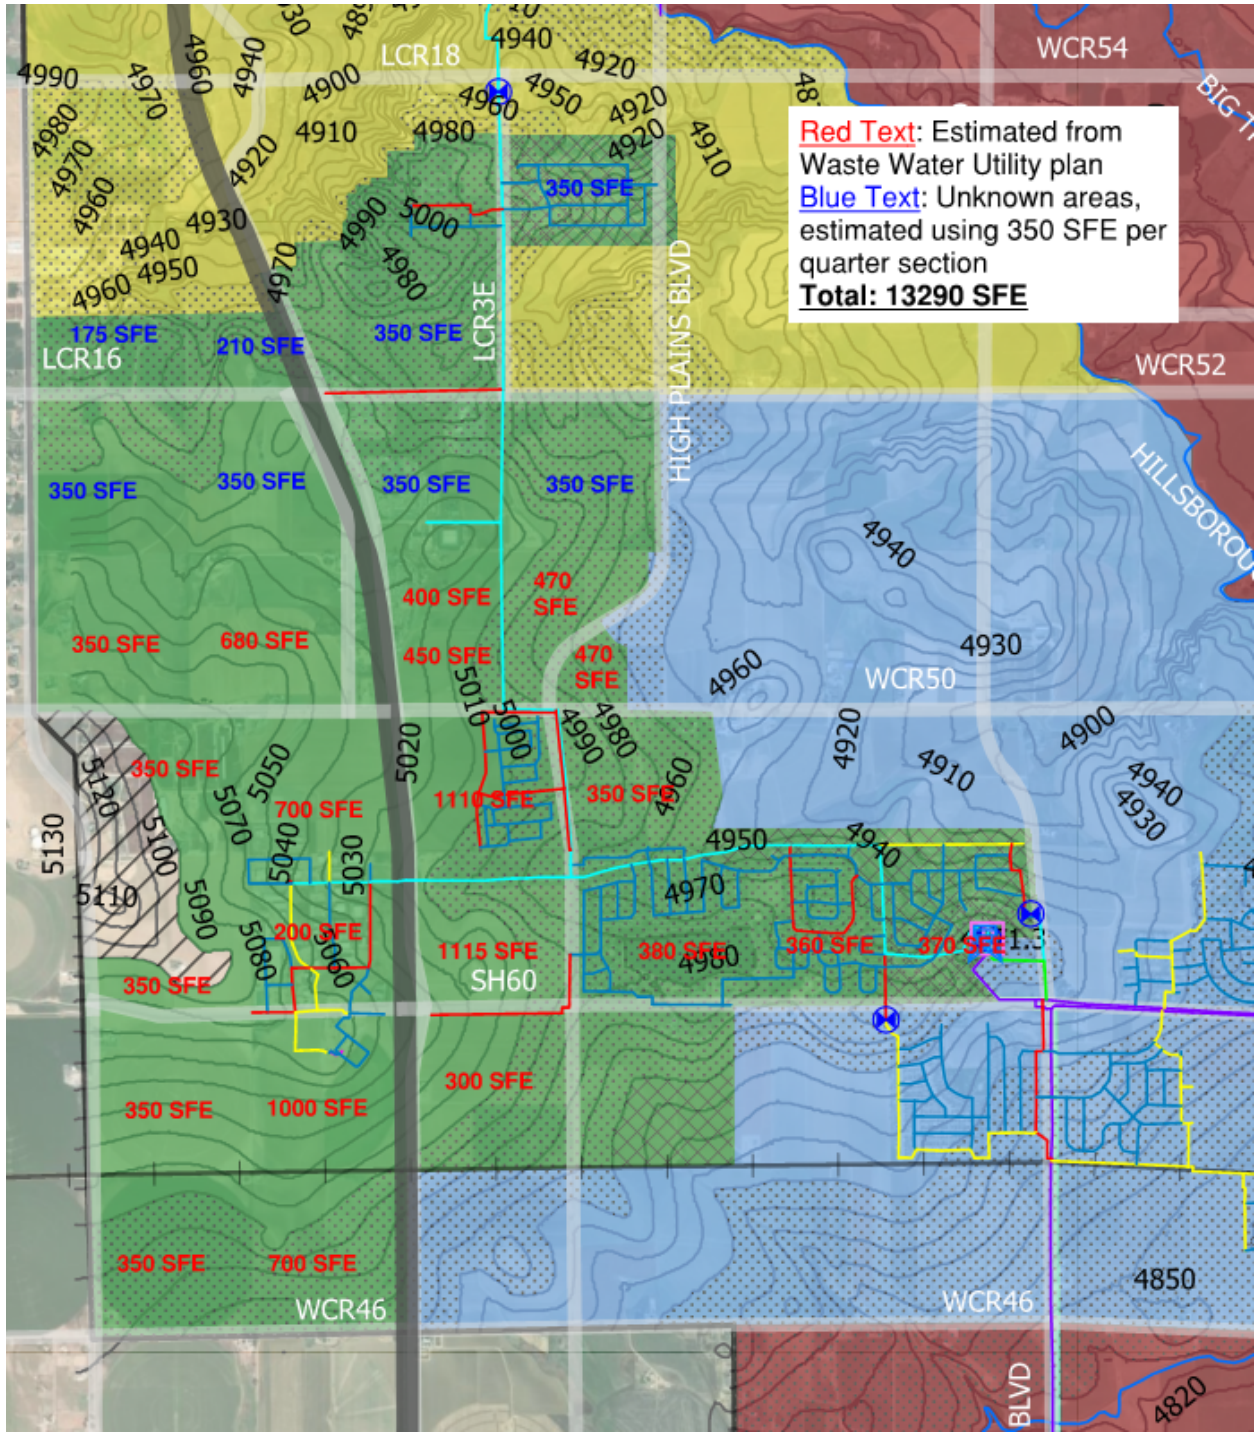 4940
LCR18
WCR54
4990
4970
4960
4940
4900
4920
4950
4960
4920
4980
4910
4980
4920
4910
BIG
Red Text: Estimated from
Waste Water Utility plan
Blue Text: Unknown areas,
estimated using 350 SFE per
quarter section
Total: 13290 SFE
4970
4920
350 SFE
4960
4990
5000
4930
4940
4950
4960
4970
4980
HIGH PLAINS BLVD
LCR3E
175 SFE
210 SFE
350 SFE
LCR16
WCR52
350 SFE
350 SFE
350 SFE
350 SFE
HILLSBOROU
4940
400 SFE
470
SFE
350 SFE
680 SFE
450 SFE
470
SFE
4930
4960
WCR50
5010
5000
4990
4980
5020
4920
4900
350 SFE
5050
4910
4940
5120
5070
700 SFE
1110 SFE
350 SFE
4960
4930
5130
5100
5040
5030
4950
4940
5110
5090
4970
200 SFE
5080
5060
1115 SFE
380 SFE
4980
360 SFE
370 SFE
350 SFE
SH60
350 SFE
1000 SFE
300 SFE
350 SFE
700 SFE
4850
WCR46
WCR46
BLVD
4820